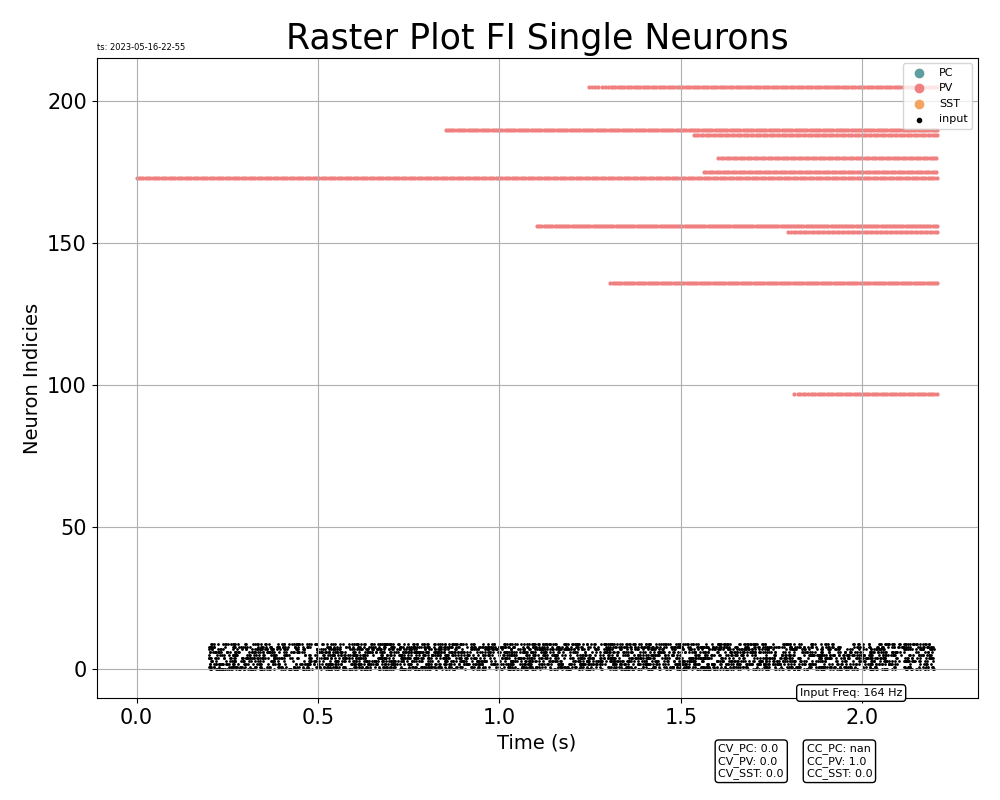 Raster Plot FI Single Neurons
ts: 2023-05-16-22-55
PC
PV
SST
input
200
150
100
50
0
Neuron Indicies
0.0 0.5 1.0 1.5 2.0
Time (s)
Input Freq: 164 Hz
CV_PC: 0.0
CV_PV: 0.0
CV_SST: 0.0
CC_PC: nan
CC_PV: 1.0
CC_SST: 0.0